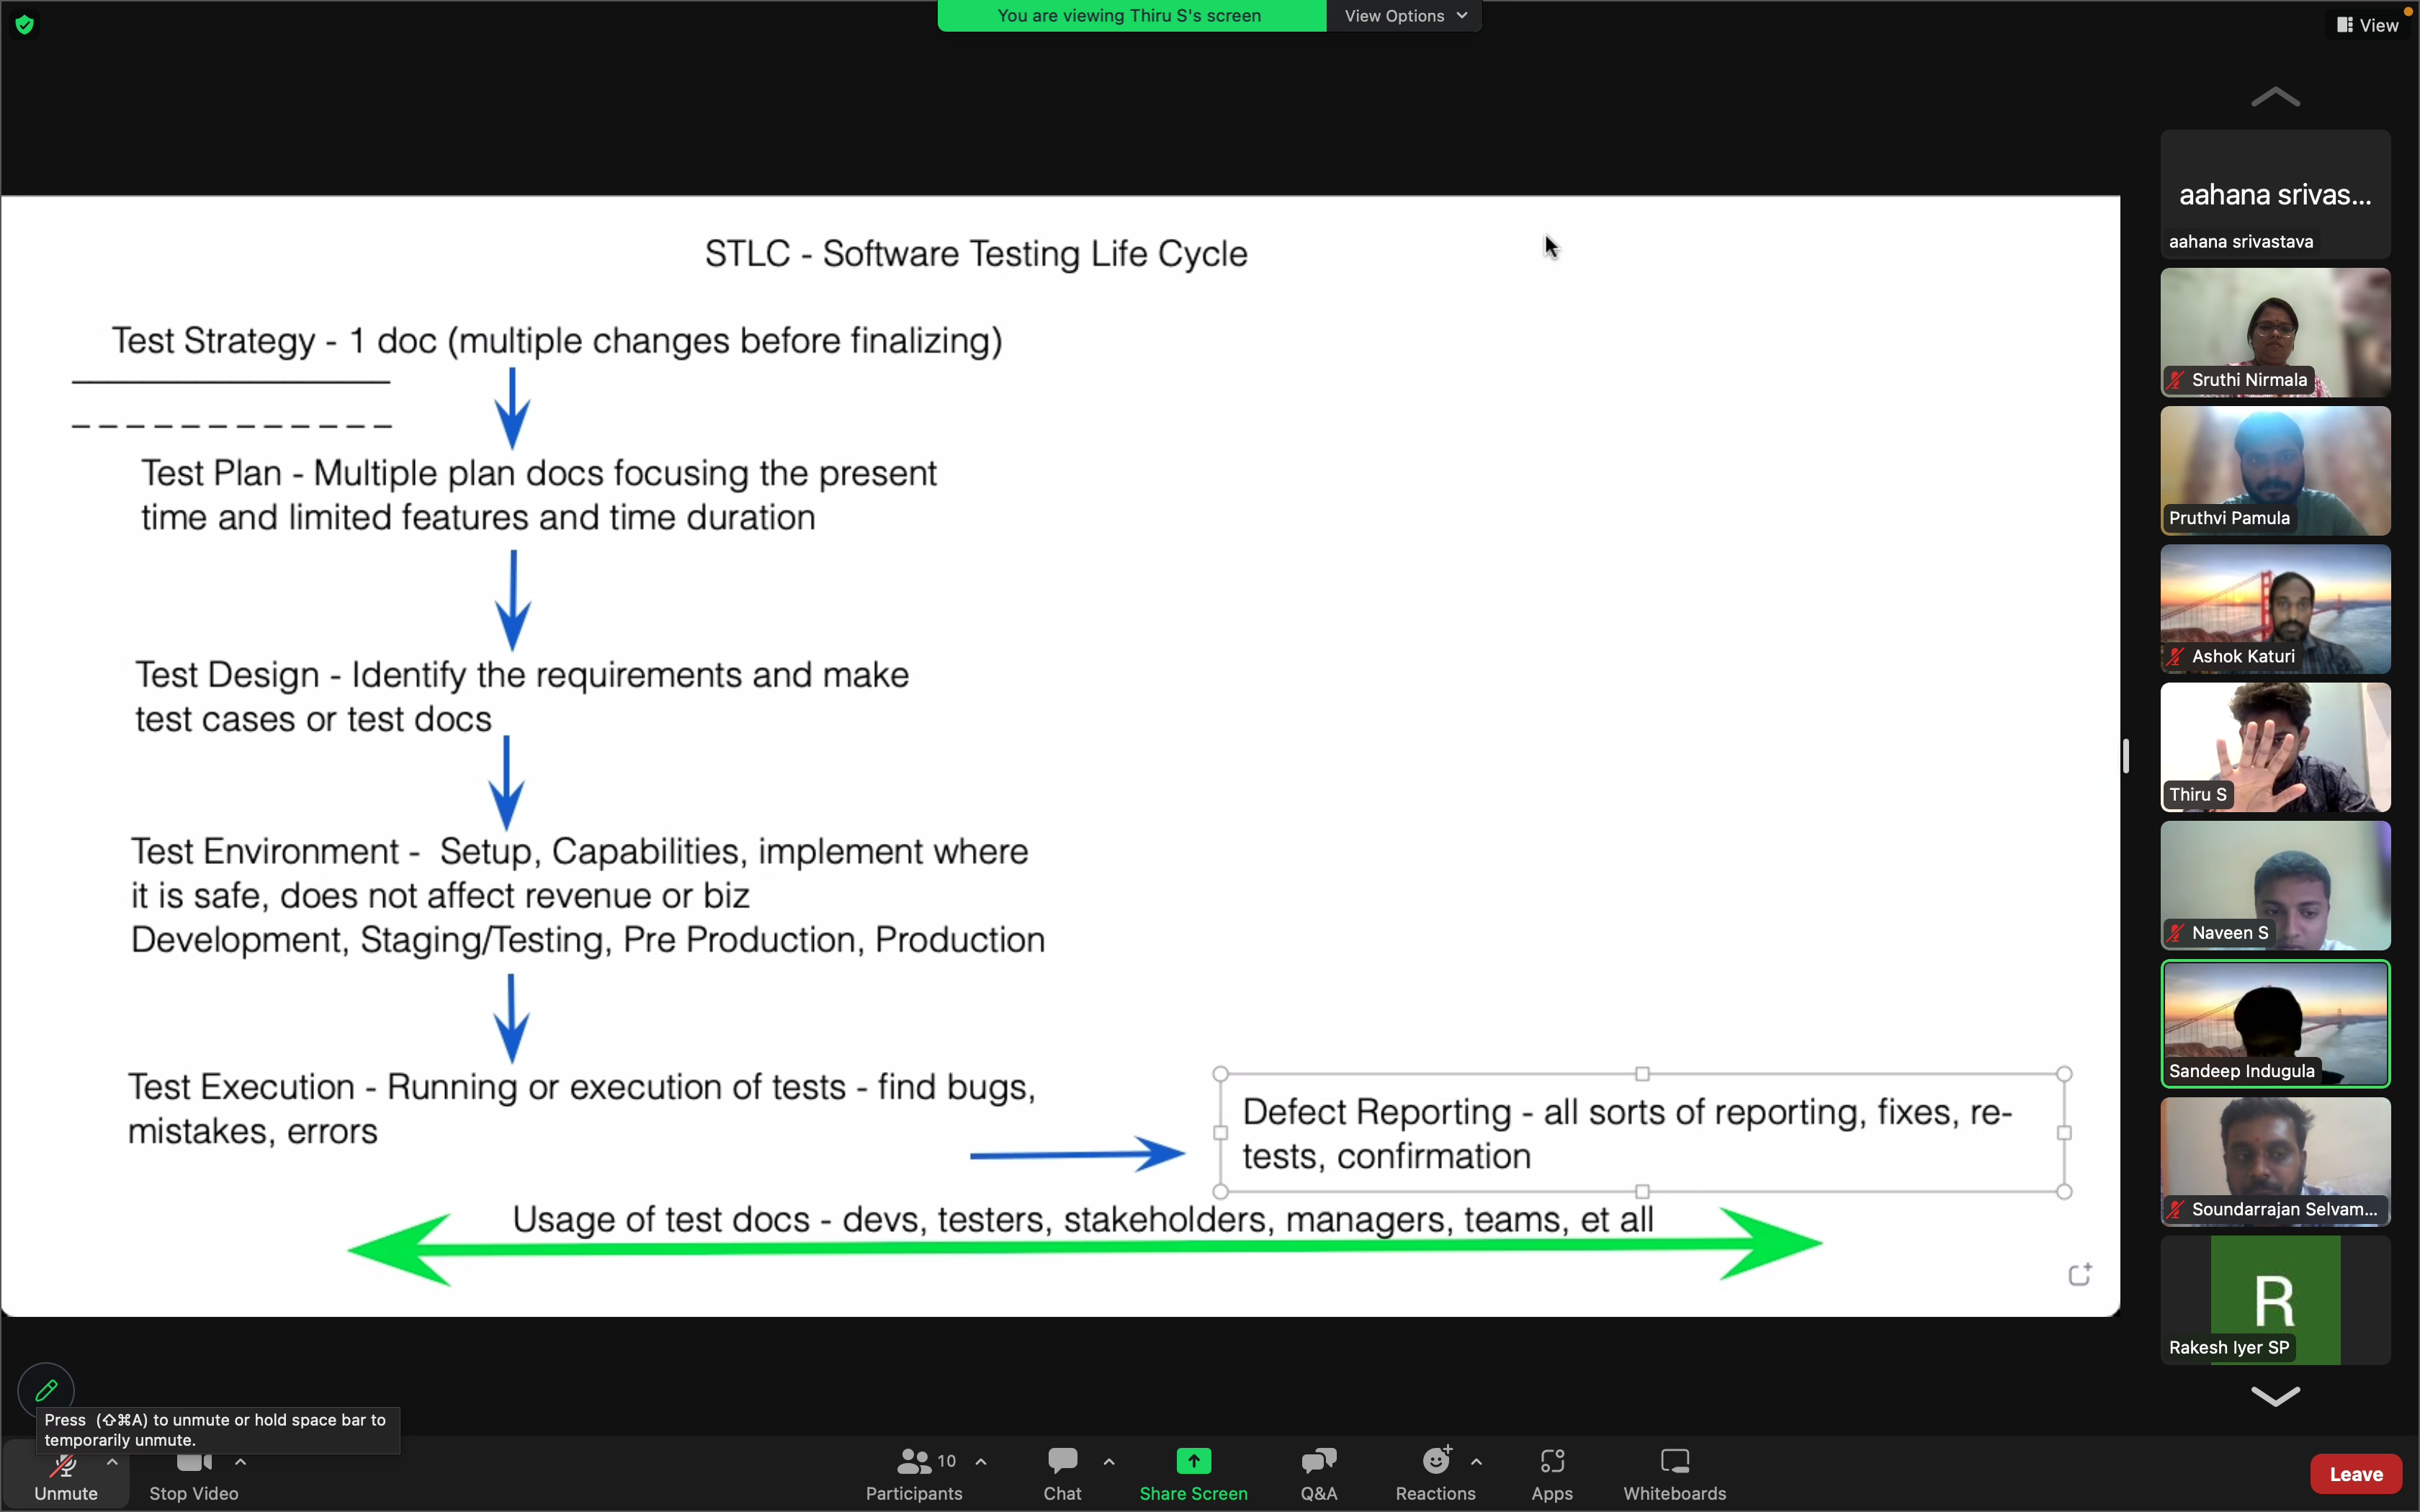 You are viewing Thiru S's screen
View Options
View
STLC - Software Testing Life Cycle
Test Strategy - 1 doc (multiple changes before finalizing)
Test Plan - Multiple plan docs focusing the present
time and limited features and time duration
Test Design - Identify the requirements and make
test cases or test docs
Test Environment - Setup, Capabilities, implement where
it is safe, does not affect revenue or biz
Development, Staging/Testing, Pre Production, Production
Test Execution - Running or execution of tests - find bugs,
mistakes, errors
Defect Reporting - all sorts of reporting, fixes, re-
tests, confirmation
Usage of test docs - devs, testers, stakeholders, managers, teams, et all
aahana srivas...
aahana srivastava
Sruthi Nirmala
Pruthvi Pamula
Ashok Katuri
Thiru S
Naveen S
Sandeep Indugula
Soundarrajan Selvam...
R
Rakesh Iyer SP
Press (⇧⌘A) to unmute or hold space bar to
temporarily unmute.
Unmute
Stop Video
10
Participants
Chat
Share Screen
Q&A
Reactions
Apps
Whiteboards
Leave